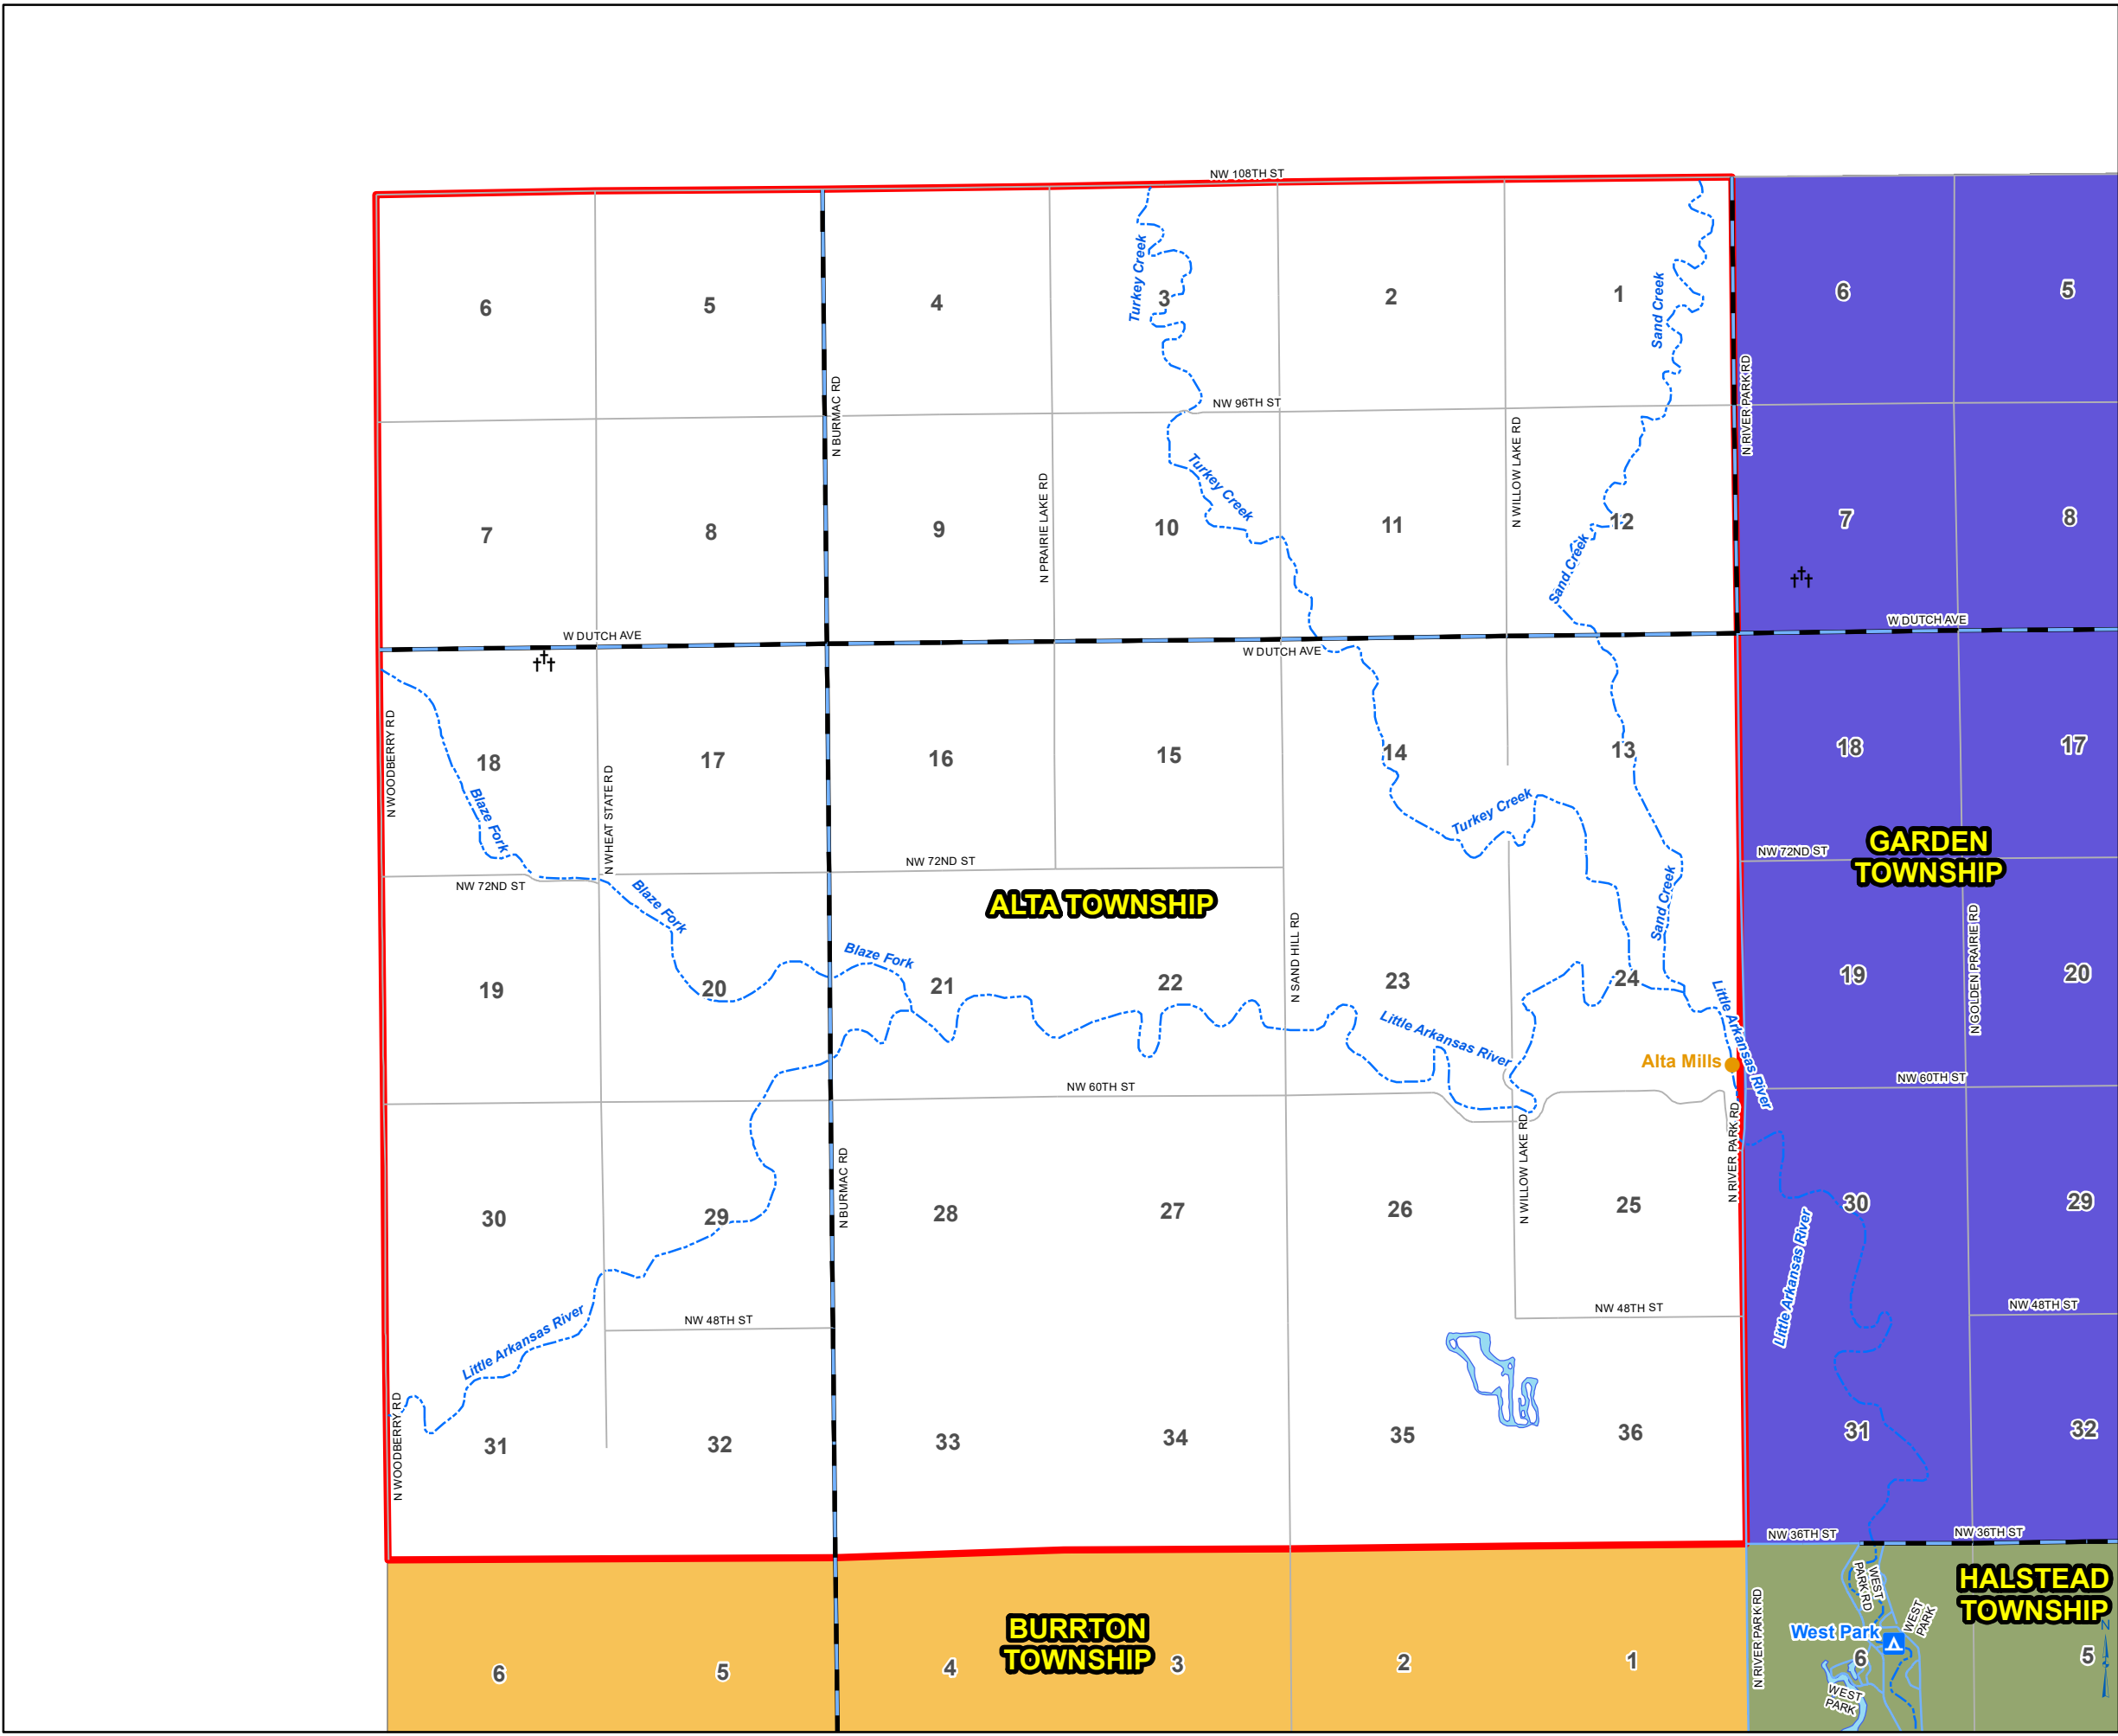 NW 108TH ST
6
5
4
3
2
1
6
5
Turkey Creek
Sand Creek
N BURMAC RD
N RIVER PARK RD
NW 96TH ST
N WILLOW LAKE RD
N PRAIRIE LAKE RD
Turkey Creek
7
8
9
10
11
12
7
8
Sand Creek
W DUTCH AVE
W DUTCH AVE
W DUTCH AVE
N WOODBERRY RD
18
17
16
15
14
13
18
17
Blaze Fork
N WHEAT STATE RD
Turkey Creek
NW 72ND ST
NW 72ND ST
NW 72ND ST
GARDEN
TOWNSHIP
Blaze Fork
ALTA TOWNSHIP
Sand Creek
Blaze Fork
N SAND HILL RD
N GOLDEN PRAIRIE RD
19
20
21
22
23
24
19
20
Little Arkansas River
Little Arkansas River
Alta Mills
NW 60TH ST
NW 60TH ST
N BURMAC RD
N WILLOW LAKE RD
N RIVER PARK RD
30
29
28
27
26
25
30
29
Little Arkansas River
Little Arkansas River
NW 48TH ST
NW 48TH ST
NW 48TH ST
N WOODBERRY RD
31
32
33
34
35
36
31
32
NW 36TH ST
NW 36TH ST
HALSTEAD
TOWNSHIP
WEST
PARK RD
WEST
PARK
N RIVER PARK RD
BURRTON
TOWNSHIP
West Park
N
6
5
4
3
2
1
6
5
WEST
PARK